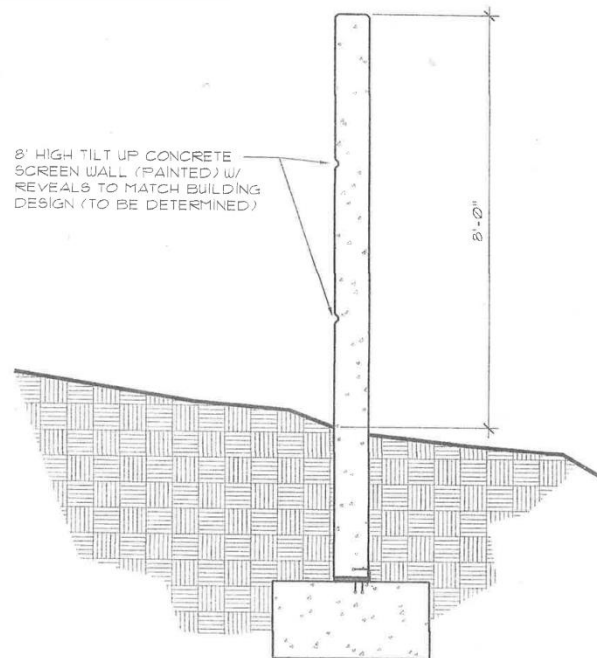 8' HIGH TILT UP CONCRETE
SCREEN WALL (PAINTED) W/
REVEALS TO MATCH BUILDING
DESIGN (TO BE DETERMINED)
8'-0"